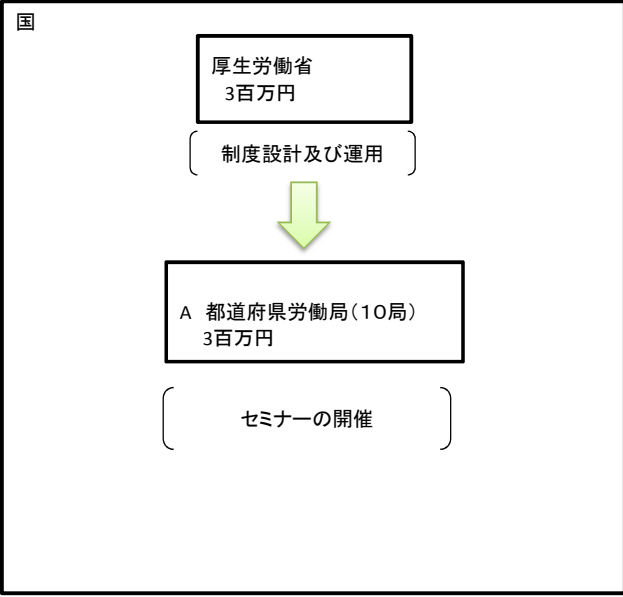 国
厚生労働省
3百万円
制度設計及び運用
A 都道府県労働局(10局)
3百万円
セミナーの開催